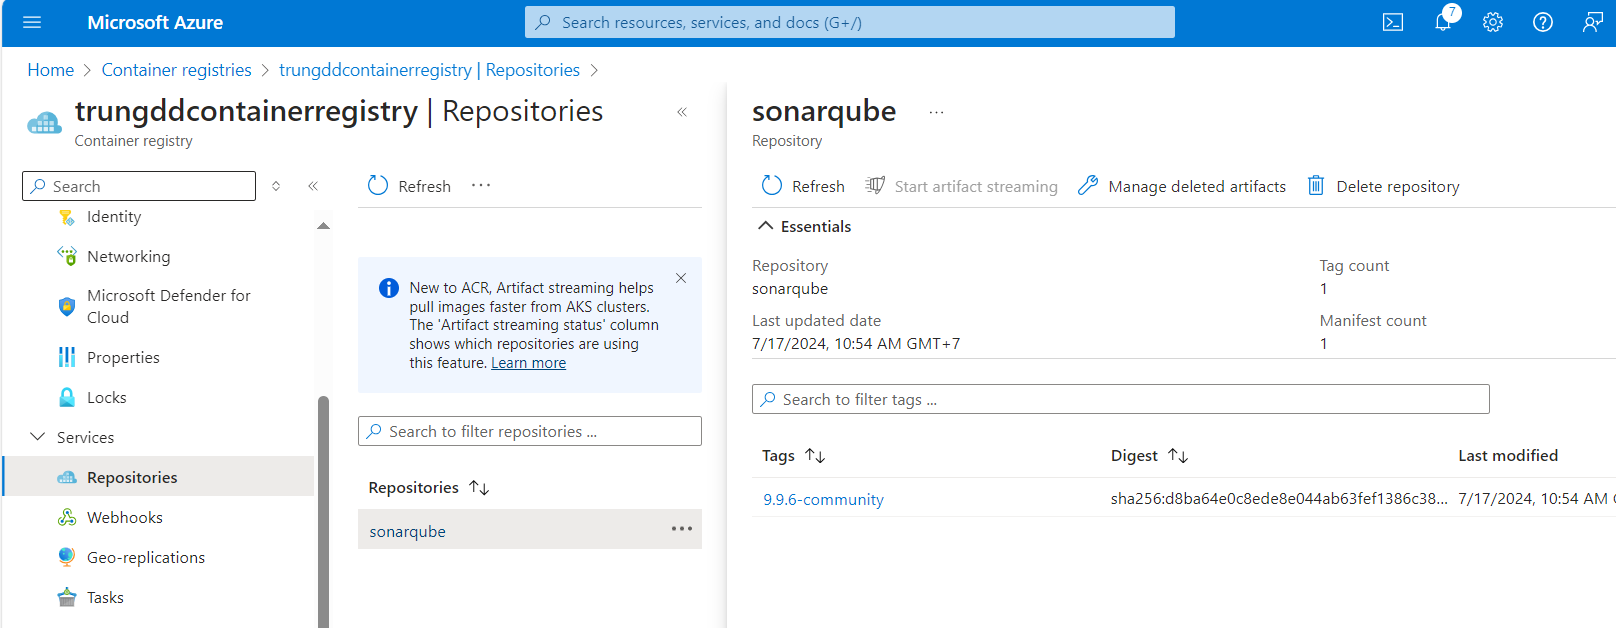 Microsoft Azure
Search resources, services, and docs (G+/)
7
Home > Container registries > trungddcontainerregistry | Repositories >
trungddcontainerregistry | Repositories
Container registry
Search
Identity
Networking
Microsoft Defender for
Cloud
Properties
Locks
Services
Repositories
Webhooks
Geo-replications
Tasks
Refresh
New to ACR, Artifact streaming helps
pull images faster from AKS clusters.
The 'Artifact streaming status' column
shows which repositories are using
this feature. Learn more
Search to filter repositories ...
Repositories
sonarqube
sonarqube
Repository
Refresh Start artifact streaming Manage deleted artifacts Delete repository
Essentials
Repository
sonarqube
Tag count
1
Last updated date
7/17/2024, 10:54 AM GMT+7
Manifest count
1
Search to filter tags ...
Tags Digest Last modified
9.9.6-community sha256:d8ba64e0c8ede8e044ab63fef1386c38... 7/17/2024, 10:54 AM